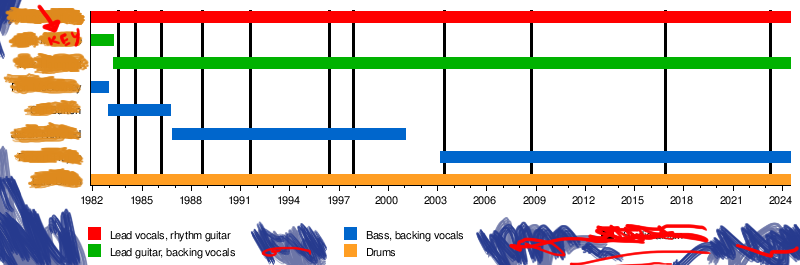 KEY
1982 1985 1988 1991 1994 1997 2000 2003 2006 2009 2012 2015 2018 2021 2024
Lead vocals, rhythm guitar
Bass, backing vocals
Lead guitar, backing vocals
Drums